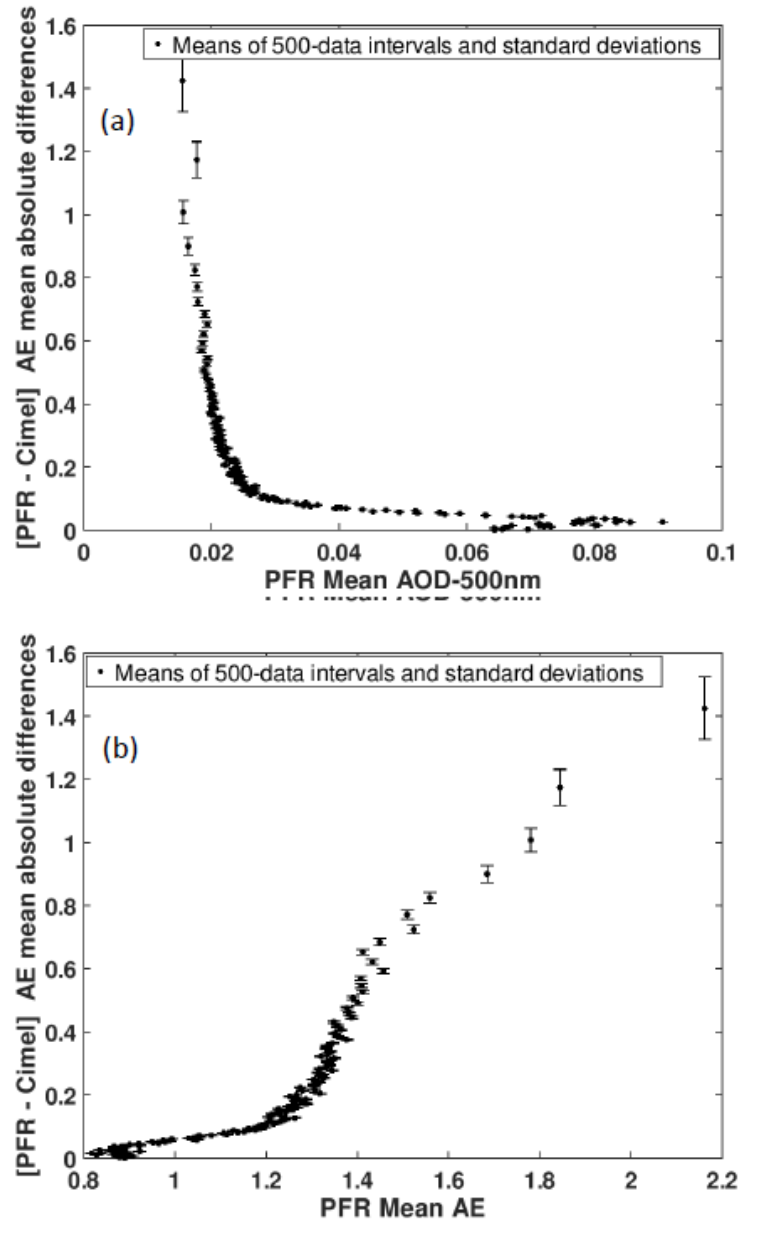 [PFR - Cimel]  AE mean absolute differences
1.6
1.4
1.2
1
0.8
0.6
0.4
0.2
0
Means of 500-data intervals and standard deviations
(a)
0 0.02 0.04 0.06 0.08 0.1
PFR Mean AOD-500nm
[PFR - Cimel]  AE mean absolute differences
1.6
1.4
1.2
1
0.8
0.6
0.4
0.2
0
Means of 500-data intervals and standard deviations
(b)
0.8 1 1.2 1.4 1.6 1.8 2 2.2
PFR Mean AE